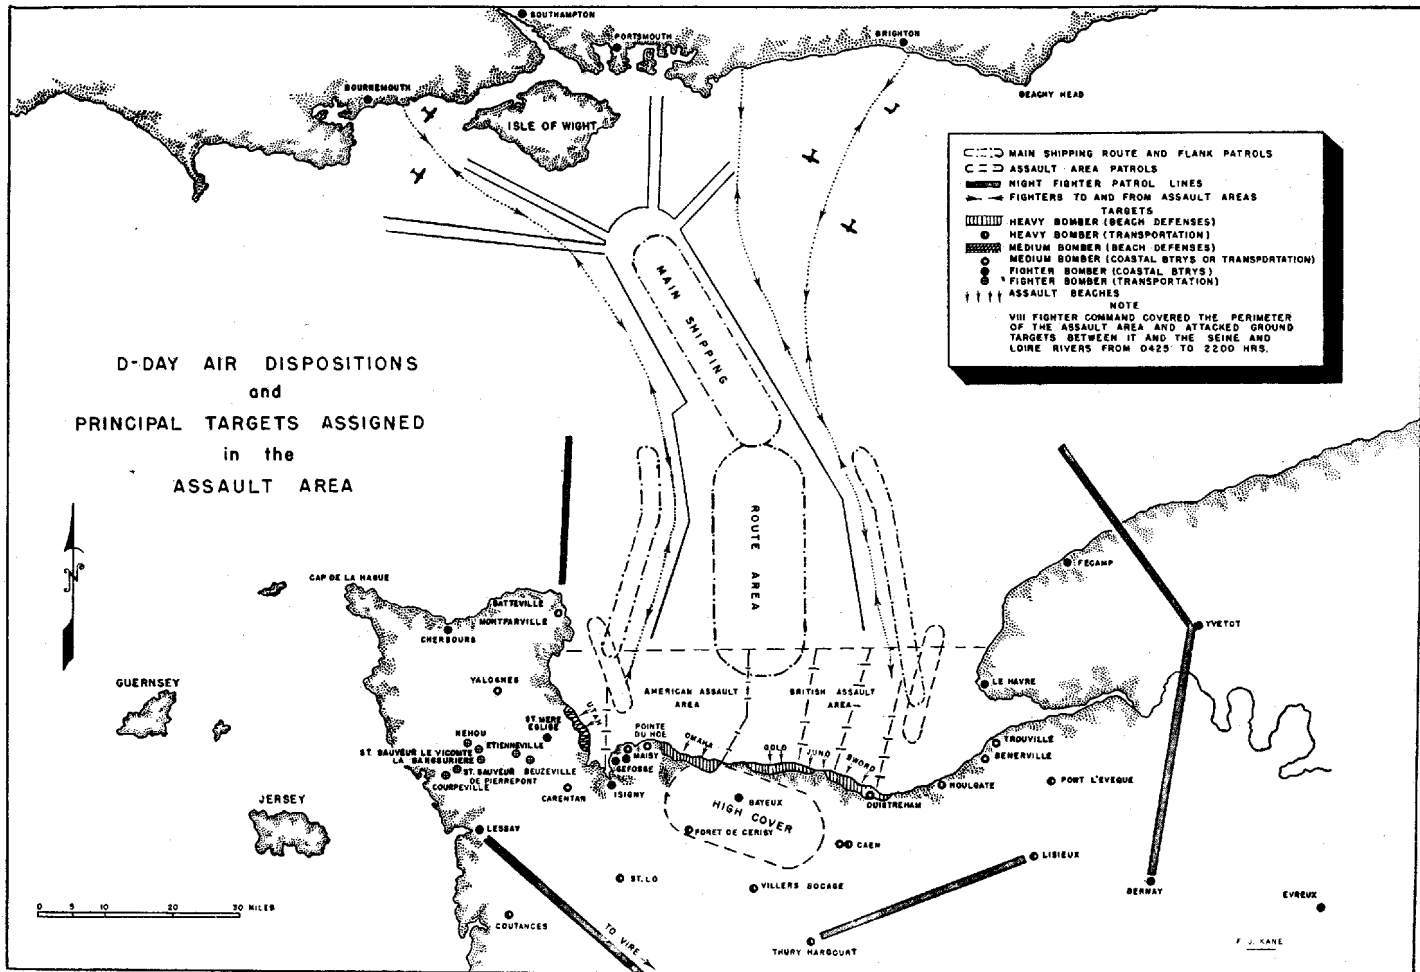 SOUTHAMPTON
PORTSMOUTH
BRIGHTON
BOURNEMOUTH
BEACHY HEAD
ISLE OF WIGHT
MAIN SHIPPING ROUTE AND FLANK PATROLS
ASSAULT AREA PATROLS
NIGHT FIGHTER PATROL LINES
FIGHTERS TO AND FROM ASSAULT AREAS
TARGETS
HEAVY BOMBER (BEACH DEFENSES)
HEAVY BOMBER (TRANSPORTATION)
MEDIUM BOMBER (BEACH DEFENSES)
MEDIUM BOMBER (COASTAL BTRYS OR TRANSPORTATION)
FIGHTER BOMBER (COASTAL BTRYS)
FIGHTER BOMBER (TRANSPORTATION)
ASSAULT BEACHES
NOTE
VIII FIGHTER COMMAND COVERED THE PERIMETER
OF THE ASSAULT AREA AND ATTACKED GROUND
TARGETS BETWEEN IT AND THE SEINE AND
LOIRE RIVERS FROM 0425 TO 2200 HRS.
MAIN SHIPPING
ROUTE AREA
D-DAY AIR DISPOSITIONS
and
PRINCIPAL TARGETS ASSIGNED
in the
ASSAULT AREA
N
CAP DE LA HAGUE
BATTEVILLE
MONTFARVILLE
CHERBOURG
FECAMP
YVETOT
LE HAVRE
GUERNSEY
VALOGNES
AMERICAN ASSAULT
AREA
BRITISH ASSAULT
AREA
UTAH
ST. MERE
EGLISE
POINTE
DU HOE
OMAHA
GOLD
JUNO
SWORD
NEHOU
ETIENNEVILLE
ST. SAUVEUR LE VICOMTE
LA SANGSURIERE
ST. SAUVEUR
DE PIERREPONT
BEUZEVILLE
COURPEVILLE
MAISY
GEFOSSE
TROUVILLE
BENERVILLE
PONT L'EVEQUE
HOULGATE
OUISTREHAM
CARENTAN
ISIGNY
BAYEUX
HIGH COVER
JERSEY
LESSAY
FORET DE CERISY
CAEN
LISIEUX
ST. LO
VILLERS BOCAGE
BERNAY
EVREUX
COUTANCES
TO VIRE
THURY HARCOURT
0 5 10 20 30 MILES
F. J. KANE